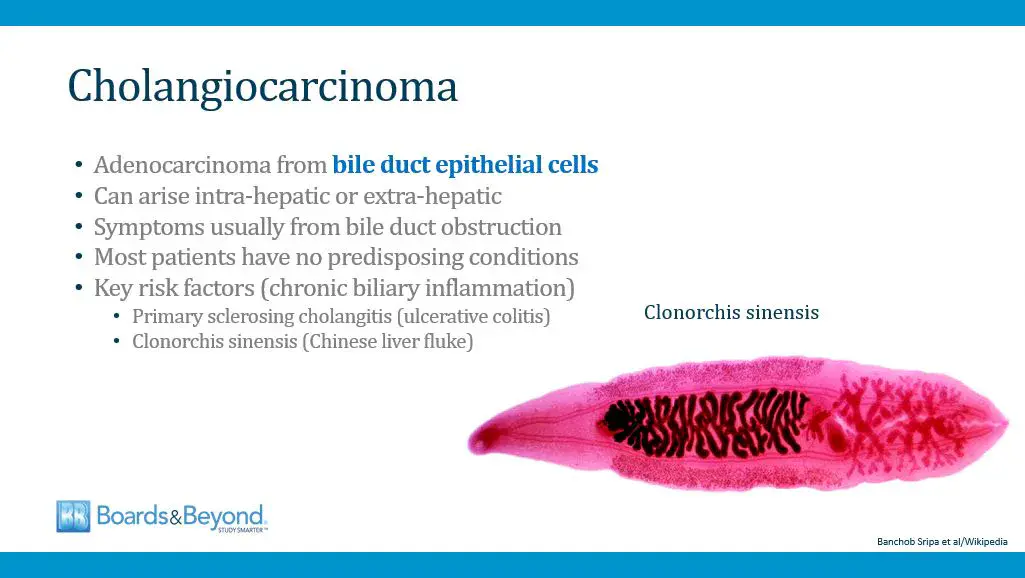 Cholangiocarcinoma
• Adenocarcinoma from bile duct epithelial cells
• Can arise intra-hepatic or extra-hepatic
• Symptoms usually from bile duct obstruction
• Most patients have no predisposing conditions
• Key risk factors (chronic biliary inflammation)
• Primary sclerosing cholangitis (ulcerative colitis)
• Clonorchis sinensis (Chinese liver fluke)
Clonorchis sinensis
BB Boards&Beyond.
STUDY SMARTER™
Banchob Sripa et al/Wikipedia